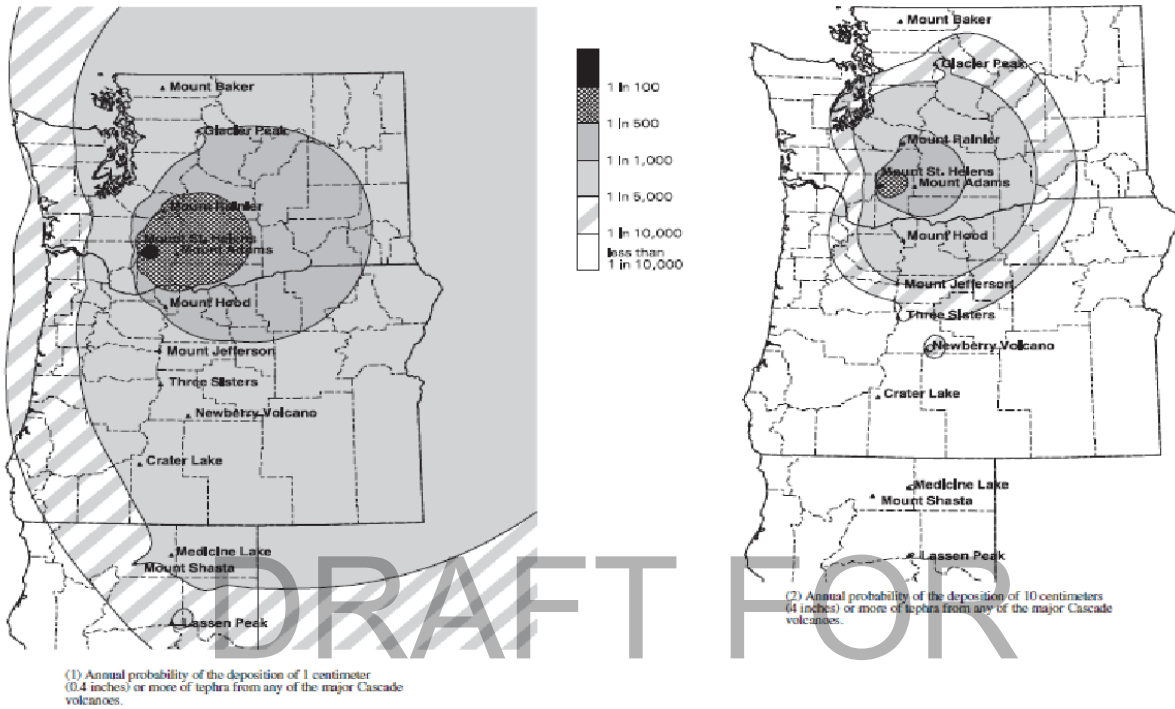 Mount Baker
Glacier Peak
Mount Rainier
Mount St. Helens
Mount Adams
Mount Hood
Mount Jefferson
Three Sisters
Newberry Volcano
Crater Lake
Medicine Lake
Mount Shasta
Lassen Peak
(1) Annual probability of the deposition of 1 centimeter
(0.4 inches) or more of tephra from any of the major Cascade
volcanoes.
1 In 100
1 In 500
1 In 1,000
1 In 5,000
1 In 10,000
less than
1 in 10,000
Mount Baker
Glacier Peak
Mount Rainier
Mount St. Helens
Mount Adams
Mount Hood
Mount Jefferson
Three Sisters
Newberry Volcano
Crater Lake
Medicine Lake
Mount Shasta
Lassen Peak
(2) Annual probability of the deposition of 10 centimeters
(4 inches) or more of tephra from any of the major Cascade
volcanoes.
DRAFT FOR